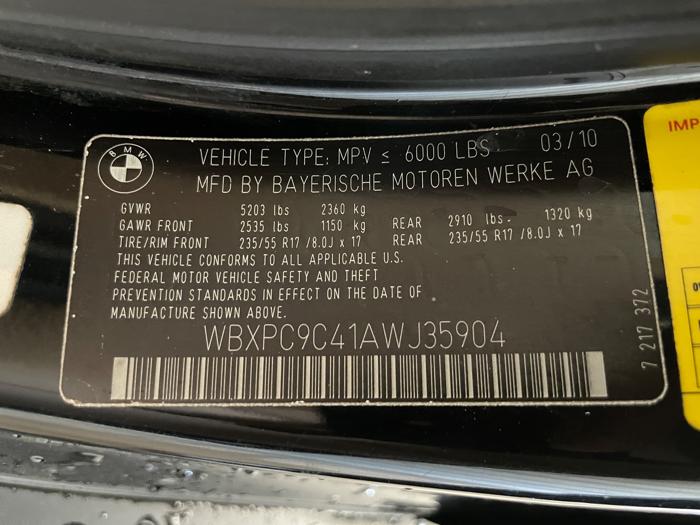 BMW
VEHICLE TYPE: MPV ≤ 6000 LBS 03/10
MFD BY BAYERISCHE MOTOREN WERKE AG
GVWR 5203 lbs 2360 kg
GAWR FRONT 2535 lbs 1150 kg REAR 2910 lbs. 1320 kg
TIRE/RIM FRONT 235/55 R17 /8.0J x 17 REAR 235/55 R17 /8.0J x 17
THIS VEHICLE CONFORMS TO ALL APPLICABLE U.S.
FEDERAL MOTOR VEHICLE SAFETY AND THEFT
PREVENTION STANDARDS IN EFFECT ON THE DATE OF
MANUFACTURE SHOWN ABOVE.
WBXPC9C41AWJ35904
7 217 372
IMP